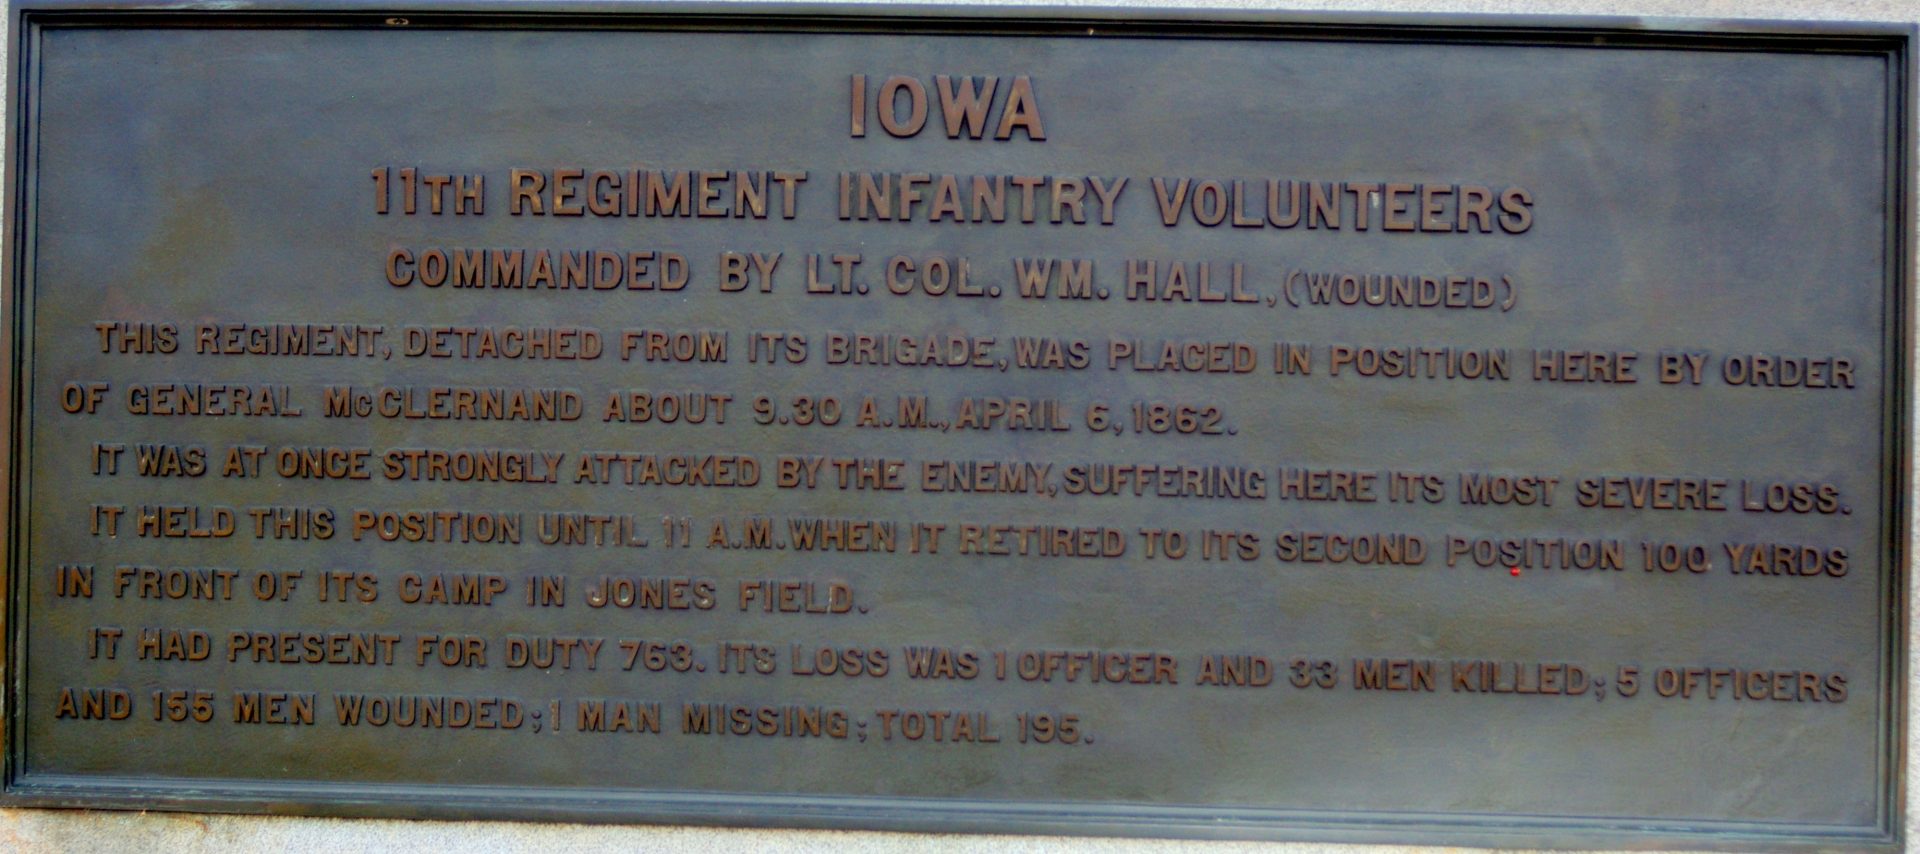 IOWA
11TH REGIMENT INFANTRY VOLUNTEERS
COMMANDED BY LT. COL. WM. HALL, (WOUNDED)
THIS REGIMENT, DETACHED FROM ITS BRIGADE, WAS PLACED IN POSITION HERE BY ORDER
OF GENERAL McCLERNAND ABOUT 9.30 A.M., APRIL 6, 1862.
IT WAS AT ONCE STRONGLY ATTACKED BY THE ENEMY, SUFFERING HERE ITS MOST SEVERE LOSS.
IT HELD THIS POSITION UNTIL 11 A.M. WHEN IT RETIRED TO ITS SECOND POSITION 100 YARDS
IN FRONT OF ITS CAMP IN JONES FIELD.
IT HAD PRESENT FOR DUTY 763. ITS LOSS WAS 1 OFFICER AND 33 MEN KILLED; 5 OFFICERS
AND 155 MEN WOUNDED; 1 MAN MISSING; TOTAL 195.